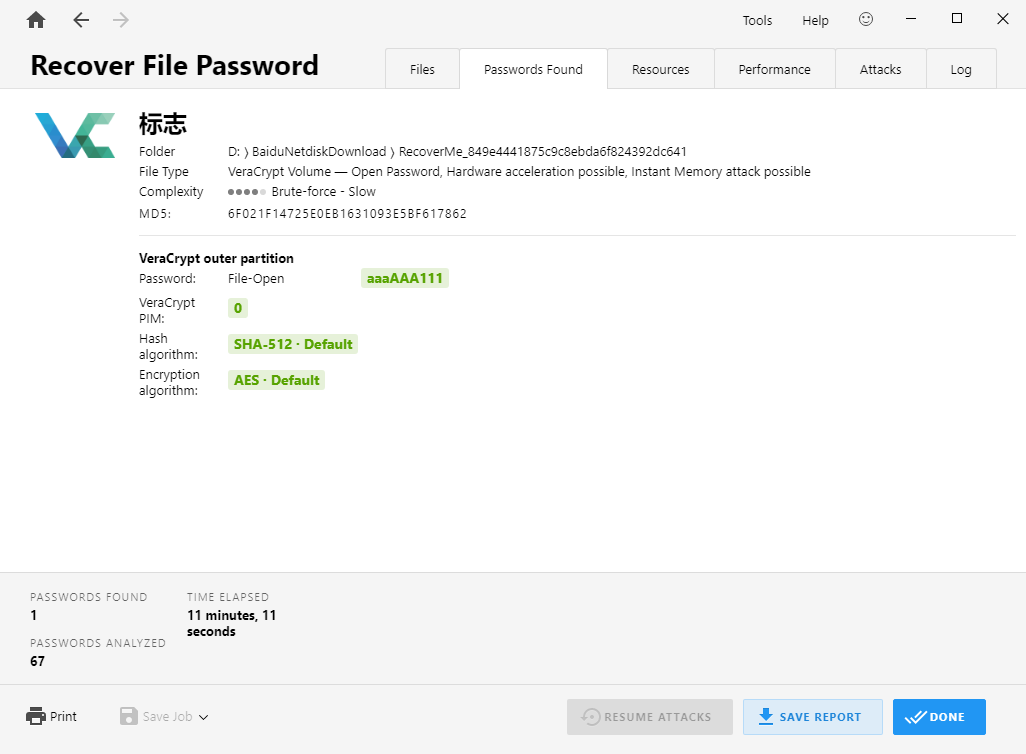 Tools Help
Recover File Password
Files Passwords Found Resources Performance Attacks Log
标志
Folder D: ⟩ BaiduNetdiskDownload ⟩ RecoverMe_849e4441875c9c8ebda6f824392dc641
File Type VeraCrypt Volume — Open Password, Hardware acceleration possible, Instant Memory attack possible
Complexity Brute-force - Slow
MD5: 6F021F14725E0EB1631093E5BF617862
VeraCrypt outer partition
Password: File-Open aaaAAA111
VeraCrypt
PIM: 0
Hash
algorithm: SHA-512 · Default
Encryption
algorithm: AES · Default
PASSWORDS FOUND
1
PASSWORDS ANALYZED
67
TIME ELAPSED
11 minutes, 11
seconds
Print Save Job RESUME ATTACKS SAVE REPORT DONE